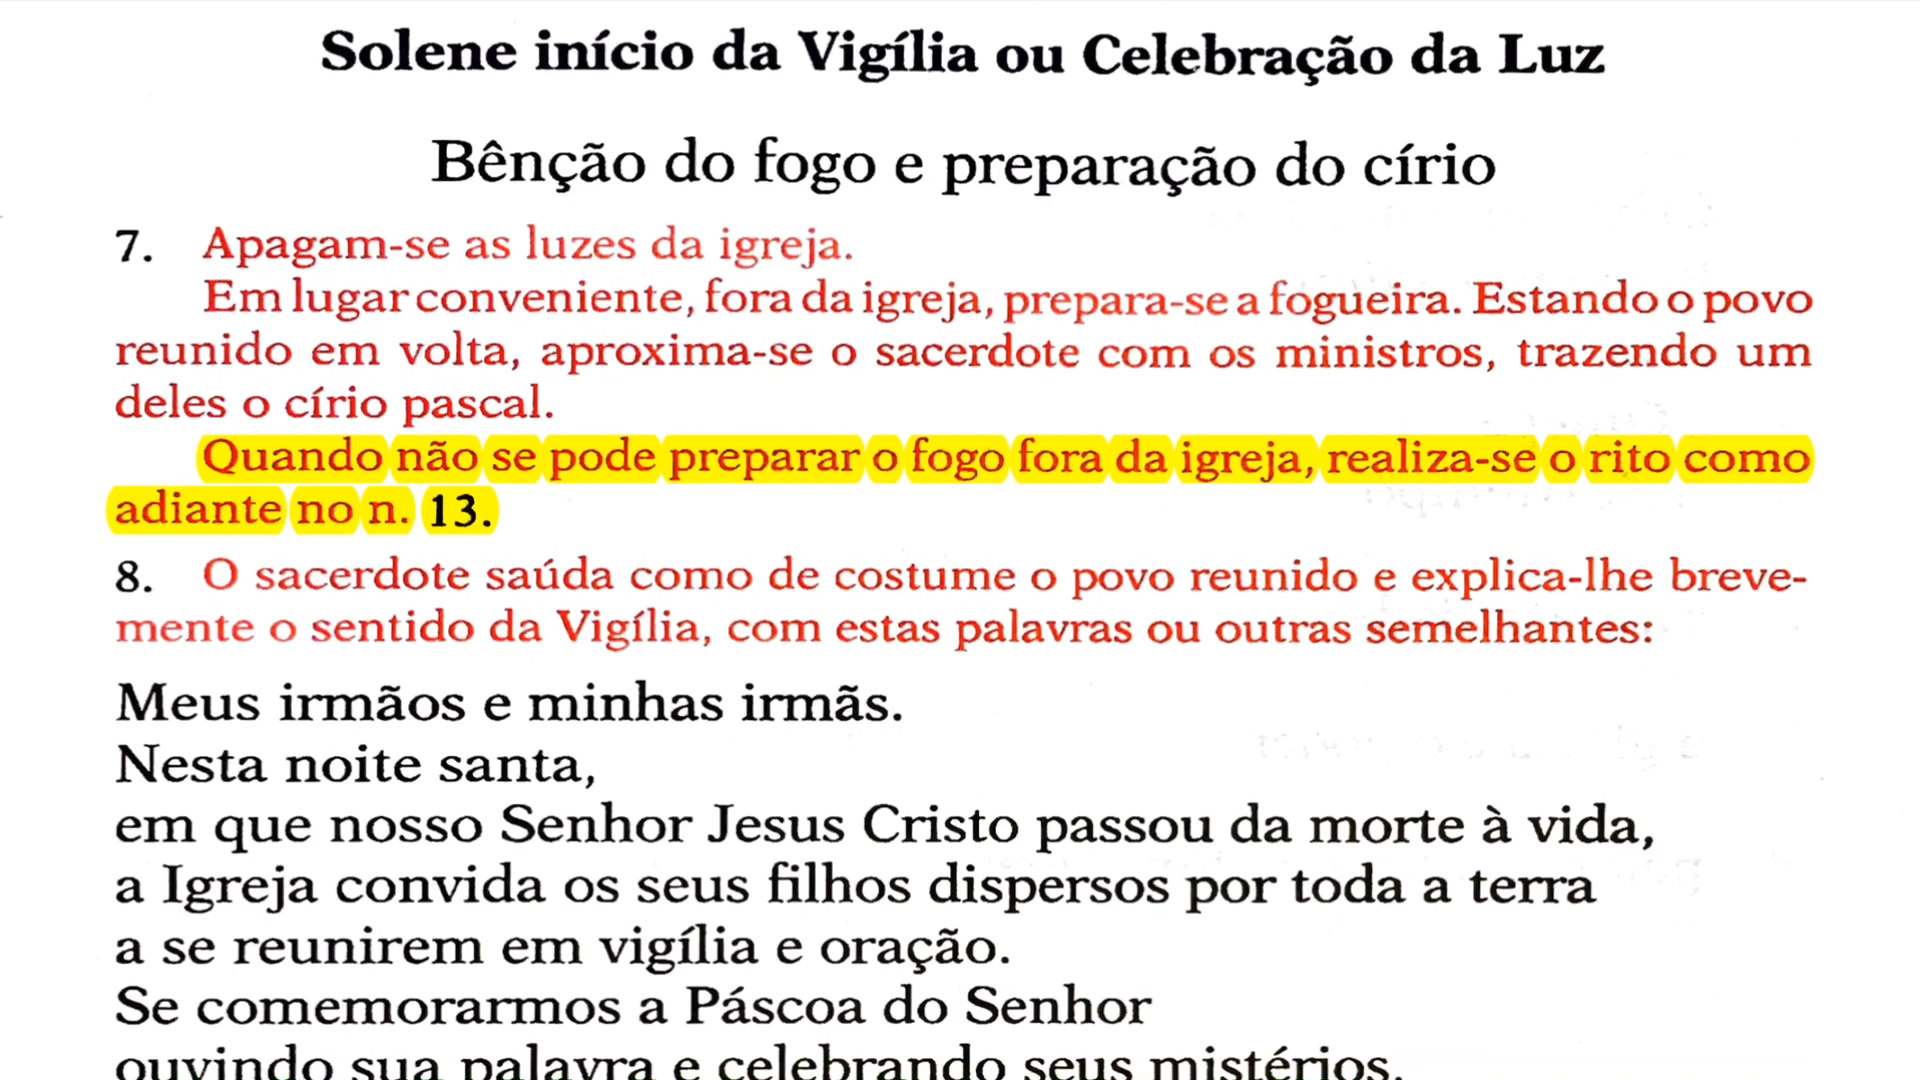 Solene início da Vigília ou Celebração da Luz
Bênção do fogo e preparação do círio
7. Apagam-se as luzes da igreja.
Em lugar conveniente, fora da igreja, prepara-se a fogueira. Estando o povo
reunido em volta, aproxima-se o sacerdote com os ministros, trazendo um
deles o círio pascal.
Quando não se pode preparar o fogo fora da igreja, realiza-se o rito como
adiante no n. 13.
8. O sacerdote saúda como de costume o povo reunido e explica-lhe breve-
mente o sentido da Vigília, com estas palavras ou outras semelhantes:
Meus irmãos e minhas irmãs.
Nesta noite santa,
em que nosso Senhor Jesus Cristo passou da morte à vida,
a Igreja convida os seus filhos dispersos por toda a terra
a se reunirem em vigília e oração.
Se comemorarmos a Páscoa do Senhor
ouvindo sua palavra e celebrando seus mistérios,